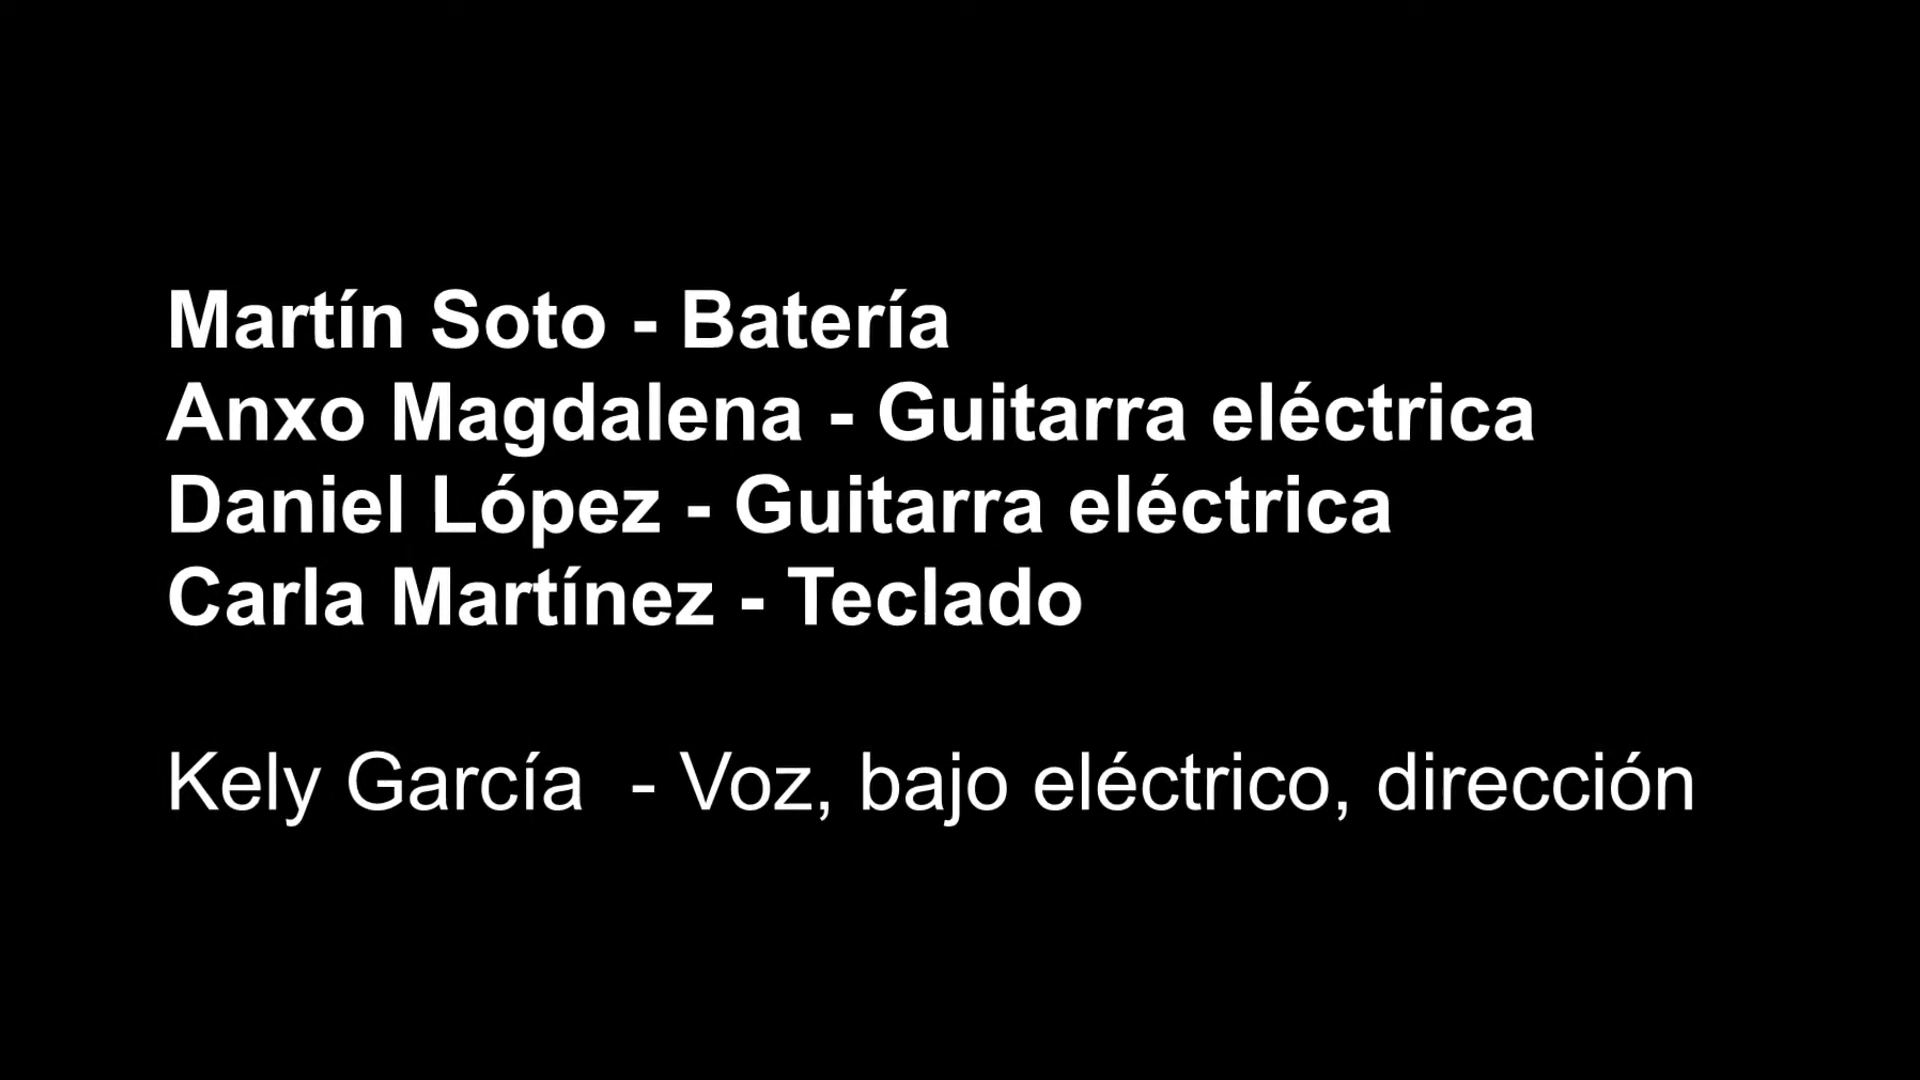 Martín Soto - Batería
Anxo Magdalena - Guitarra eléctrica
Daniel López - Guitarra eléctrica
Carla Martínez - Teclado
Kely García  - Voz, bajo eléctrico, dirección